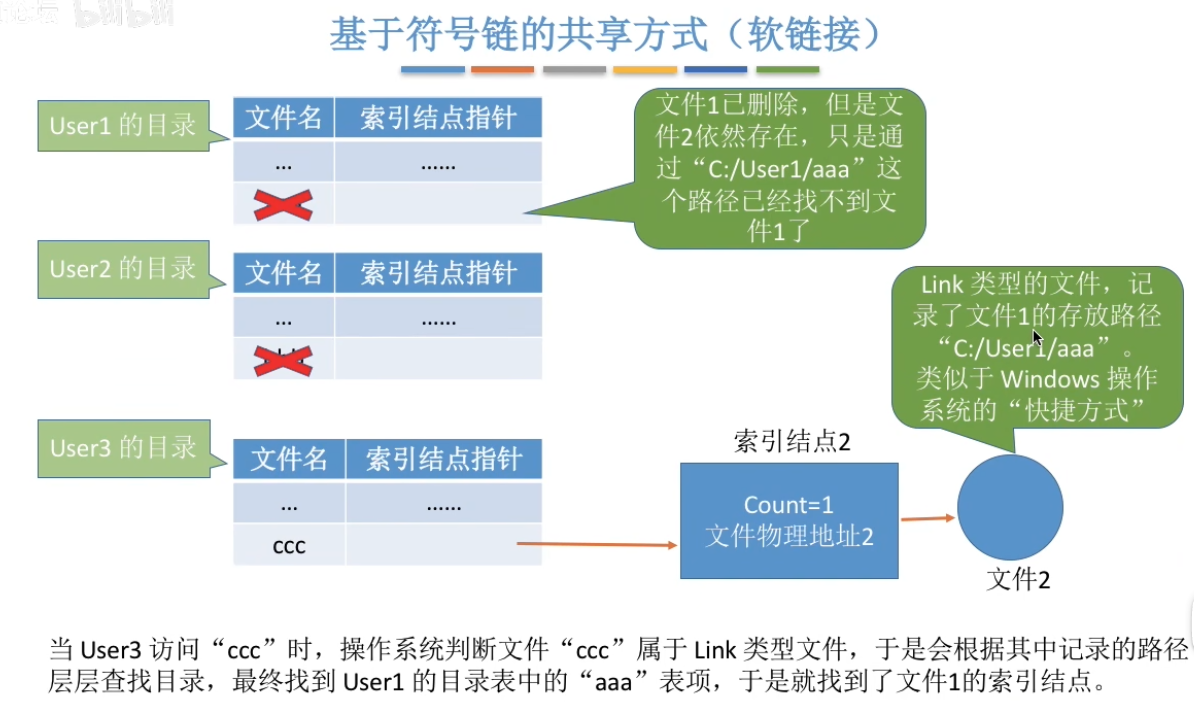 bilibili
基于符号链的共享方式（软链接）
User1 的目录
文件名 索引结点指针
... ......
文件1已删除，但是文
件2依然存在，只是通
过“C:/User1/aaa”这
个路径已经找不到文
件1了
User2 的目录
文件名 索引结点指针
... ......
Link 类型的文件，记
录了文件1的存放路径
“C:/User1/aaa”。
类似于 Windows 操作
系统的“快捷方式”
User3 的目录
文件名 索引结点指针
... ......
ccc
索引结点2
Count=1
文件物理地址2
文件2
当 User3 访问“ccc”时，操作系统判断文件“ccc”属于 Link 类型文件，于是会根据其中记录的路径
层层查找目录，最终找到 User1 的目录表中的“aaa”表项，于是就找到了文件1的索引结点。